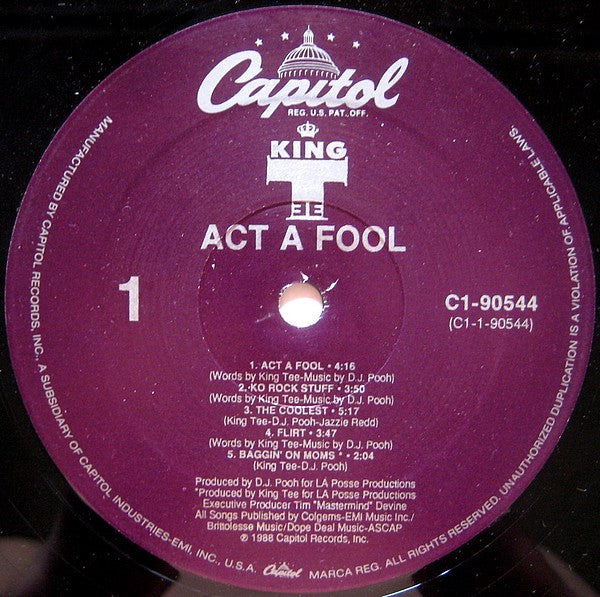 Capitol
REG. U.S. PAT. OFF.
KING
TEE
ACT A FOOL
1
C1-90544
(C1-1-90544)
1. ACT A FOOL • 4:16
(Words by King Tee-Music by D.J. Pooh)
2. KO ROCK STUFF • 3:50
(Words by King Tee-Music by D.J. Pooh)
3. THE COOLEST • 5:17
(King Tee-D.J. Pooh-Jazzie Redd)
4. FLIRT • 3:47
(Words by King Tee-Music by D.J. Pooh)
5. BAGGIN' ON MOMS * • 2:04
(King Tee-D.J. Pooh)
Produced by D.J. Pooh for LA Posse Productions
*Produced by King Tee for LA Posse Productions
Executive Producer Tim "Mastermind" Devine
All Songs Published by Colgems-EMI Music Inc./
Brittolesse Music/Dope Deal Music-ASCAP
℗ 1988 Capitol Records, Inc.
MANUFACTURED BY CAPITOL RECORDS, INC., A SUBSIDIARY OF CAPITOL INDUSTRIES-EMI, INC., U.S.A. Capitol MARCA REG. ALL RIGHTS RESERVED. UNAUTHORIZED DUPLICATION IS A VIOLATION OF APPLICABLE LAWS.